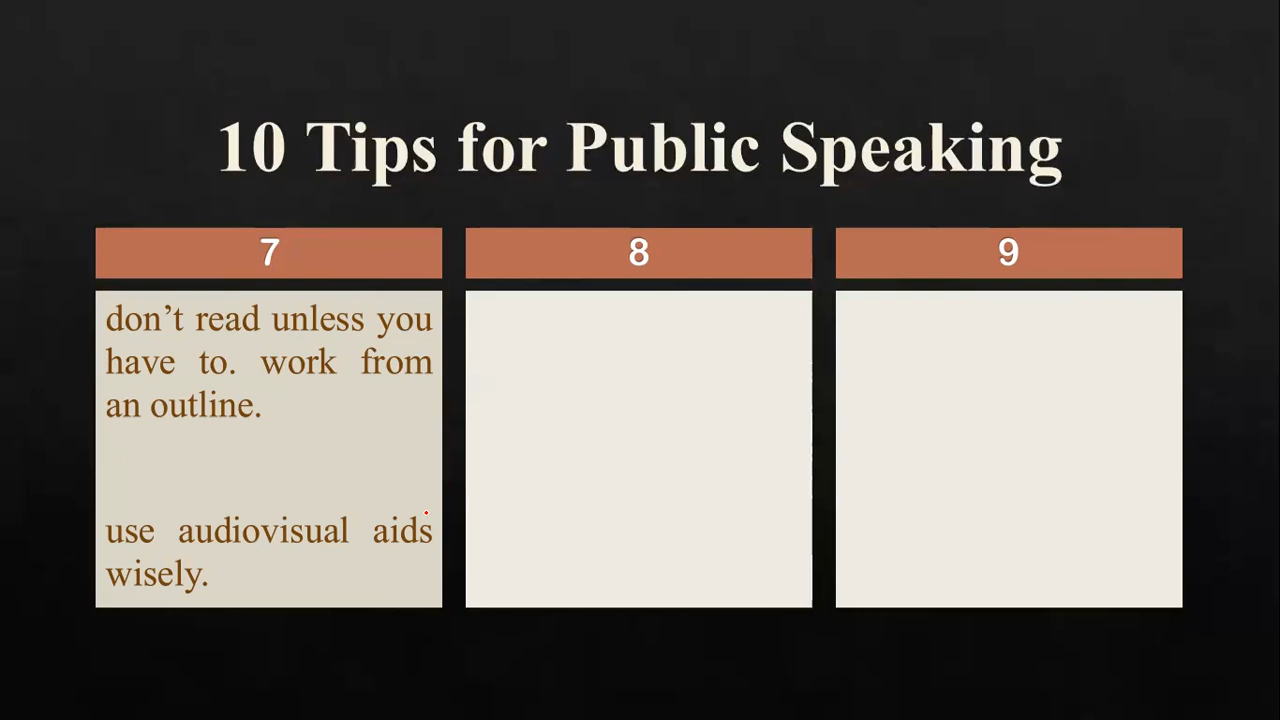 10 Tips for Public Speaking
7
8
9
don’t read unless you
have to. work from
an outline.
use audiovisual aids
wisely.